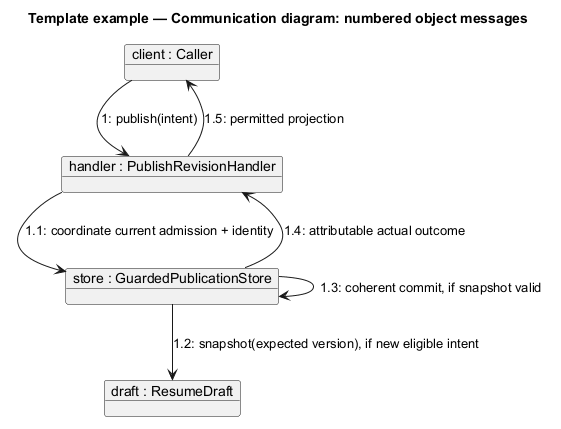 Template example — Communication diagram: numbered object messages
client : Caller
1: publish(intent)
1.5: permitted projection
handler : PublishRevisionHandler
1.1: coordinate current admission + identity
1.4: attributable actual outcome
store : GuardedPublicationStore
1.3: coherent commit, if snapshot valid
1.2: snapshot(expected version), if new eligible intent
draft : ResumeDraft